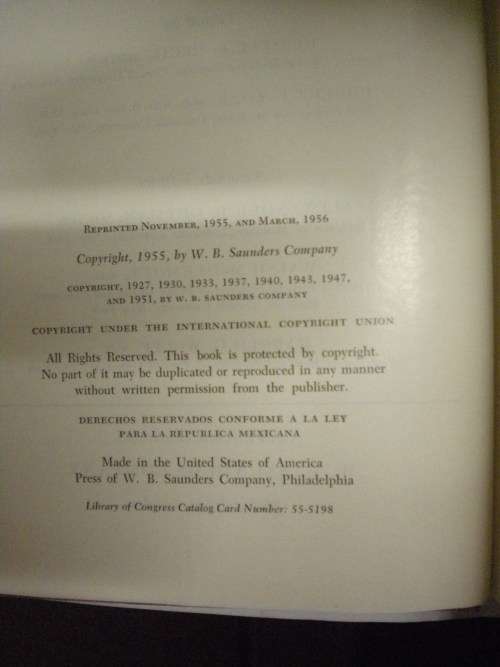 REPRINTED NOVEMBER, 1955, AND MARCH, 1956
Copyright, 1955, by W. B. Saunders Company
COPYRIGHT, 1927, 1930, 1933, 1937, 1940, 1943, 1947,
AND 1951, BY W. B. SAUNDERS COMPANY
COPYRIGHT UNDER THE INTERNATIONAL COPYRIGHT UNION
All Rights Reserved. This book is protected by copyright.
No part of it may be duplicated or reproduced in any manner
without written permission from the publisher.
DERECHOS RESERVADOS CONFORME A LA LEY
PARA LA REPUBLICA MEXICANA
Made in the United States of America
Press of W. B. Saunders Company, Philadelphia
Library of Congress Catalog Card Number: 55-5198